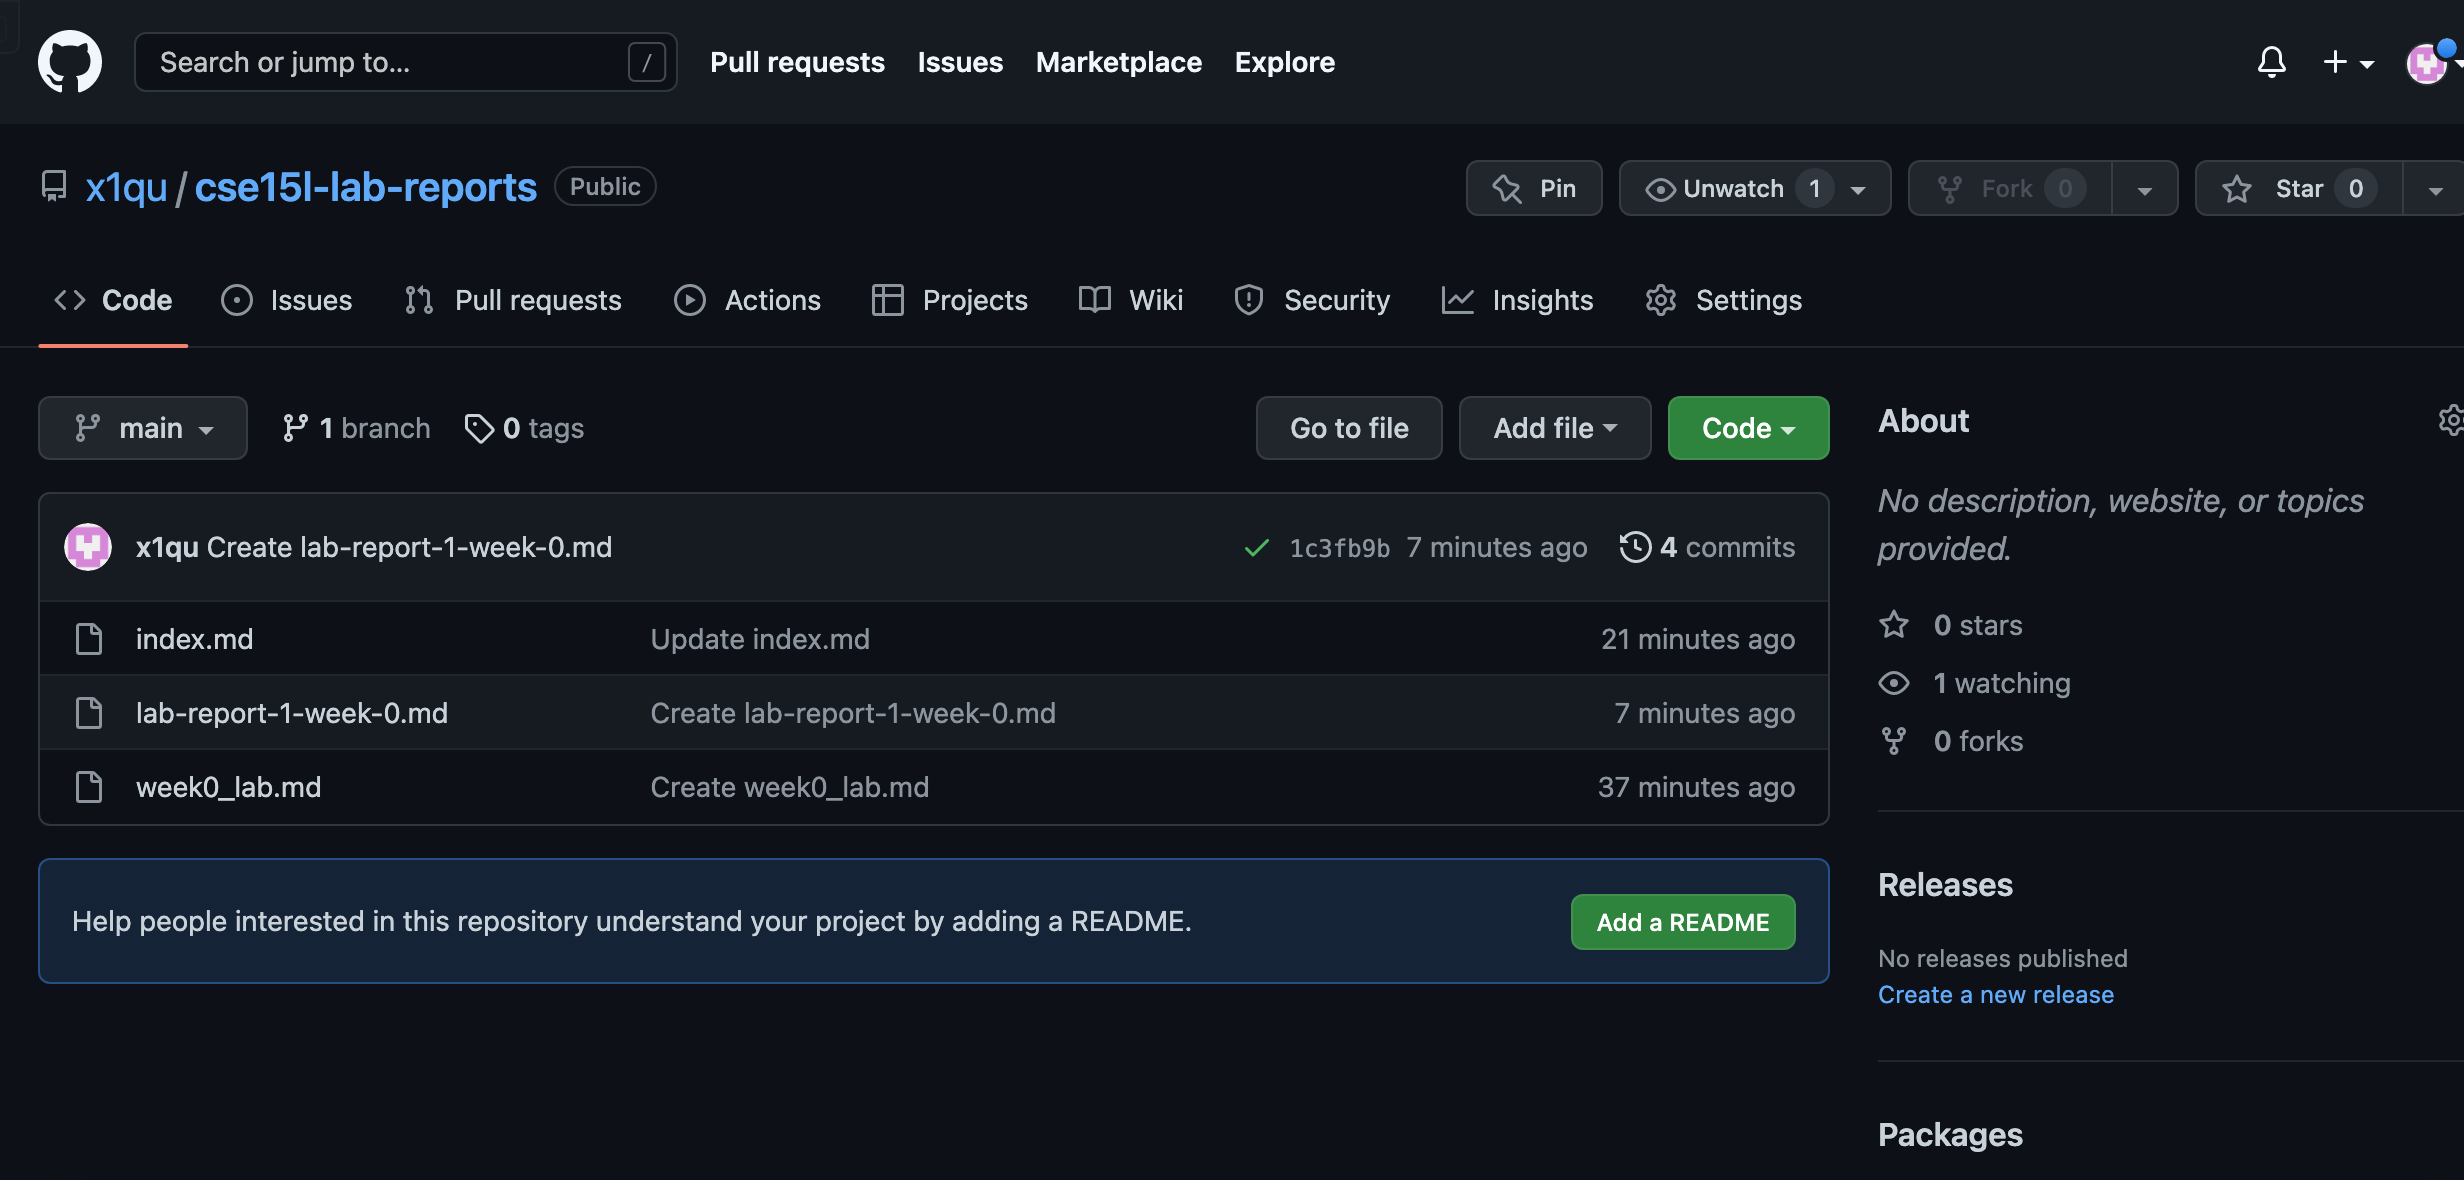 Search or jump to... /
Pull requests Issues Marketplace Explore
x1qu / cse15l-lab-reports Public
Pin Unwatch 1 Fork 0 Star 0
Code Issues Pull requests Actions Projects Wiki Security Insights Settings
main 1 branch 0 tags Go to file Add file Code
x1qu Create lab-report-1-week-0.md 1c3fb9b 7 minutes ago 4 commits
index.md Update index.md 21 minutes ago
lab-report-1-week-0.md Create lab-report-1-week-0.md 7 minutes ago
week0_lab.md Create week0_lab.md 37 minutes ago
Help people interested in this repository understand your project by adding a README. Add a README
About
No description, website, or topics
provided.
0 stars
1 watching
0 forks
Releases
No releases published
Create a new release
Packages